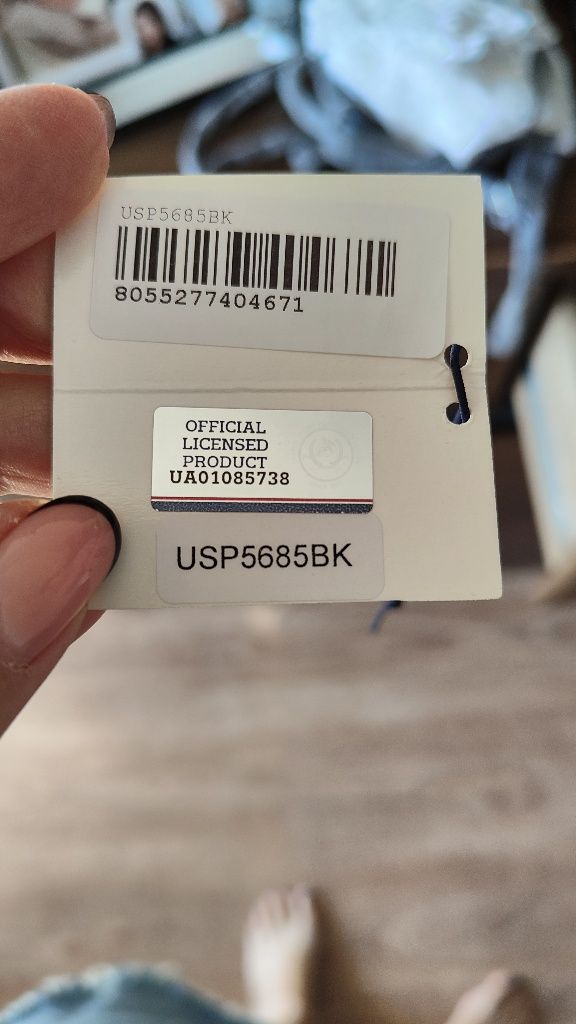 USP5685BK
8055277404671
OFFICIAL
LICENSED
PRODUCT
UA01085738
USP5685BK